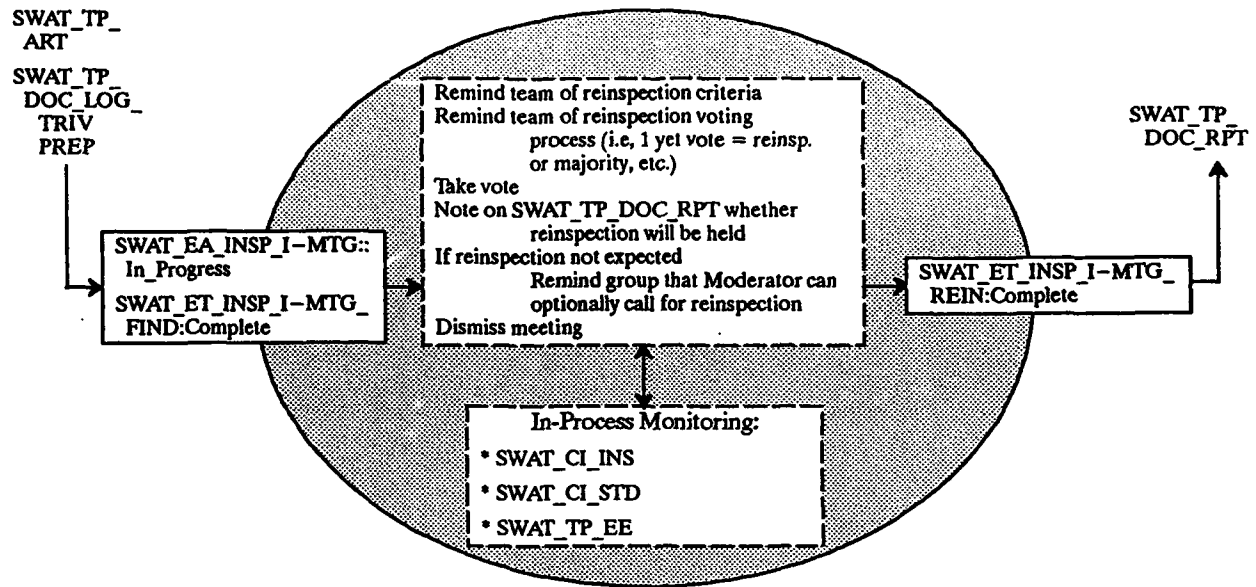 SWAT_TP_
ART
SWAT_TP_
DOC_LOG_
TRIV
PREP
SWAT_EA_INSP_I-MTG::
In_Progress
SWAT_ET_INSP_I-MTG_
FIND:Complete
Remind team of reinspection criteria
Remind team of reinspection voting
process (i.e, 1 yet vote = reinsp.
or majority, etc.)
Take vote
Note on SWAT_TP_DOC_RPT whether
reinspection will be held
If reinspection not expected
Remind group that Moderator can
optionally call for reinspection
Dismiss meeting
In-Process Monitoring:
* SWAT_CI_INS
* SWAT_CI_STD
* SWAT_TP_EE
SWAT_ET_INSP_I-MTG_
REIN:Complete
SWAT_TP_
DOC_RPT